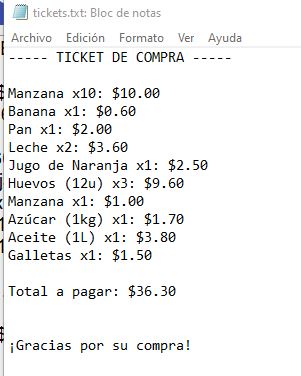 tickets.txt: Bloc de notas
Archivo Edición Formato Ver Ayuda
----- TICKET DE COMPRA -----
Manzana x10: $10.00
Banana x1: $0.60
Pan x1: $2.00
Leche x2: $3.60
Jugo de Naranja x1: $2.50
Huevos (12u) x3: $9.60
Manzana x1: $1.00
Azúcar (1kg) x1: $1.70
Aceite (1L) x1: $3.80
Galletas x1: $1.50
Total a pagar: $36.30
¡Gracias por su compra!